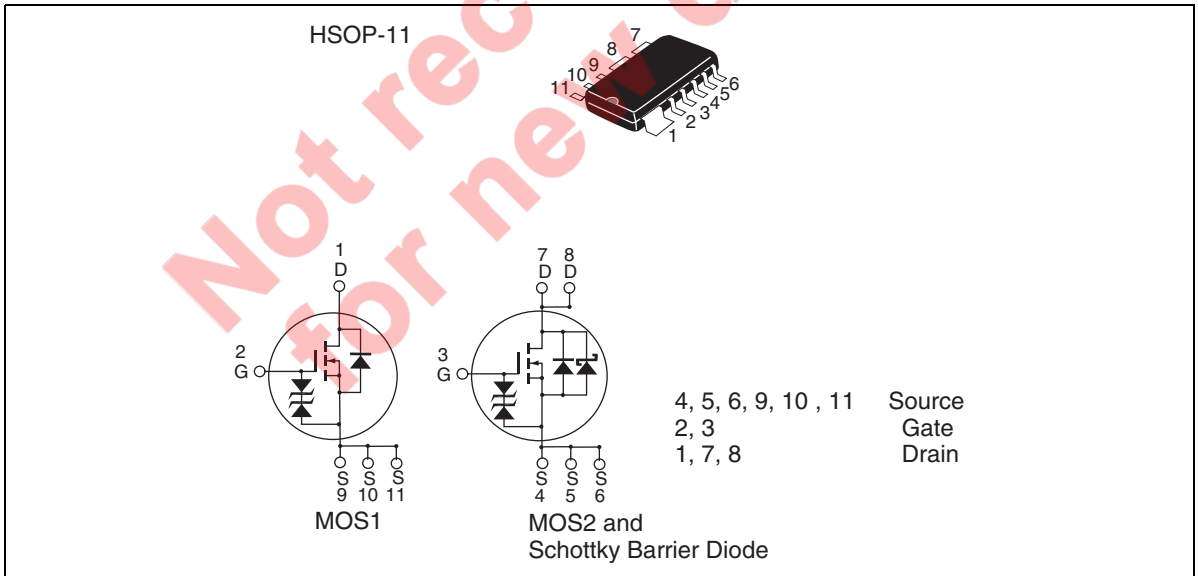 HSOP-11
7
8
9
10
11
6
5
4
3
2
1
Not rec
for new d
1
D
2
G
S S S
9 10 11
MOS1
7 8
D D
3
G
S S S
4 5 6
MOS2 and
Schottky Barrier Diode
4, 5, 6, 9, 10 , 11 Source
2, 3 Gate
1, 7, 8 Drain